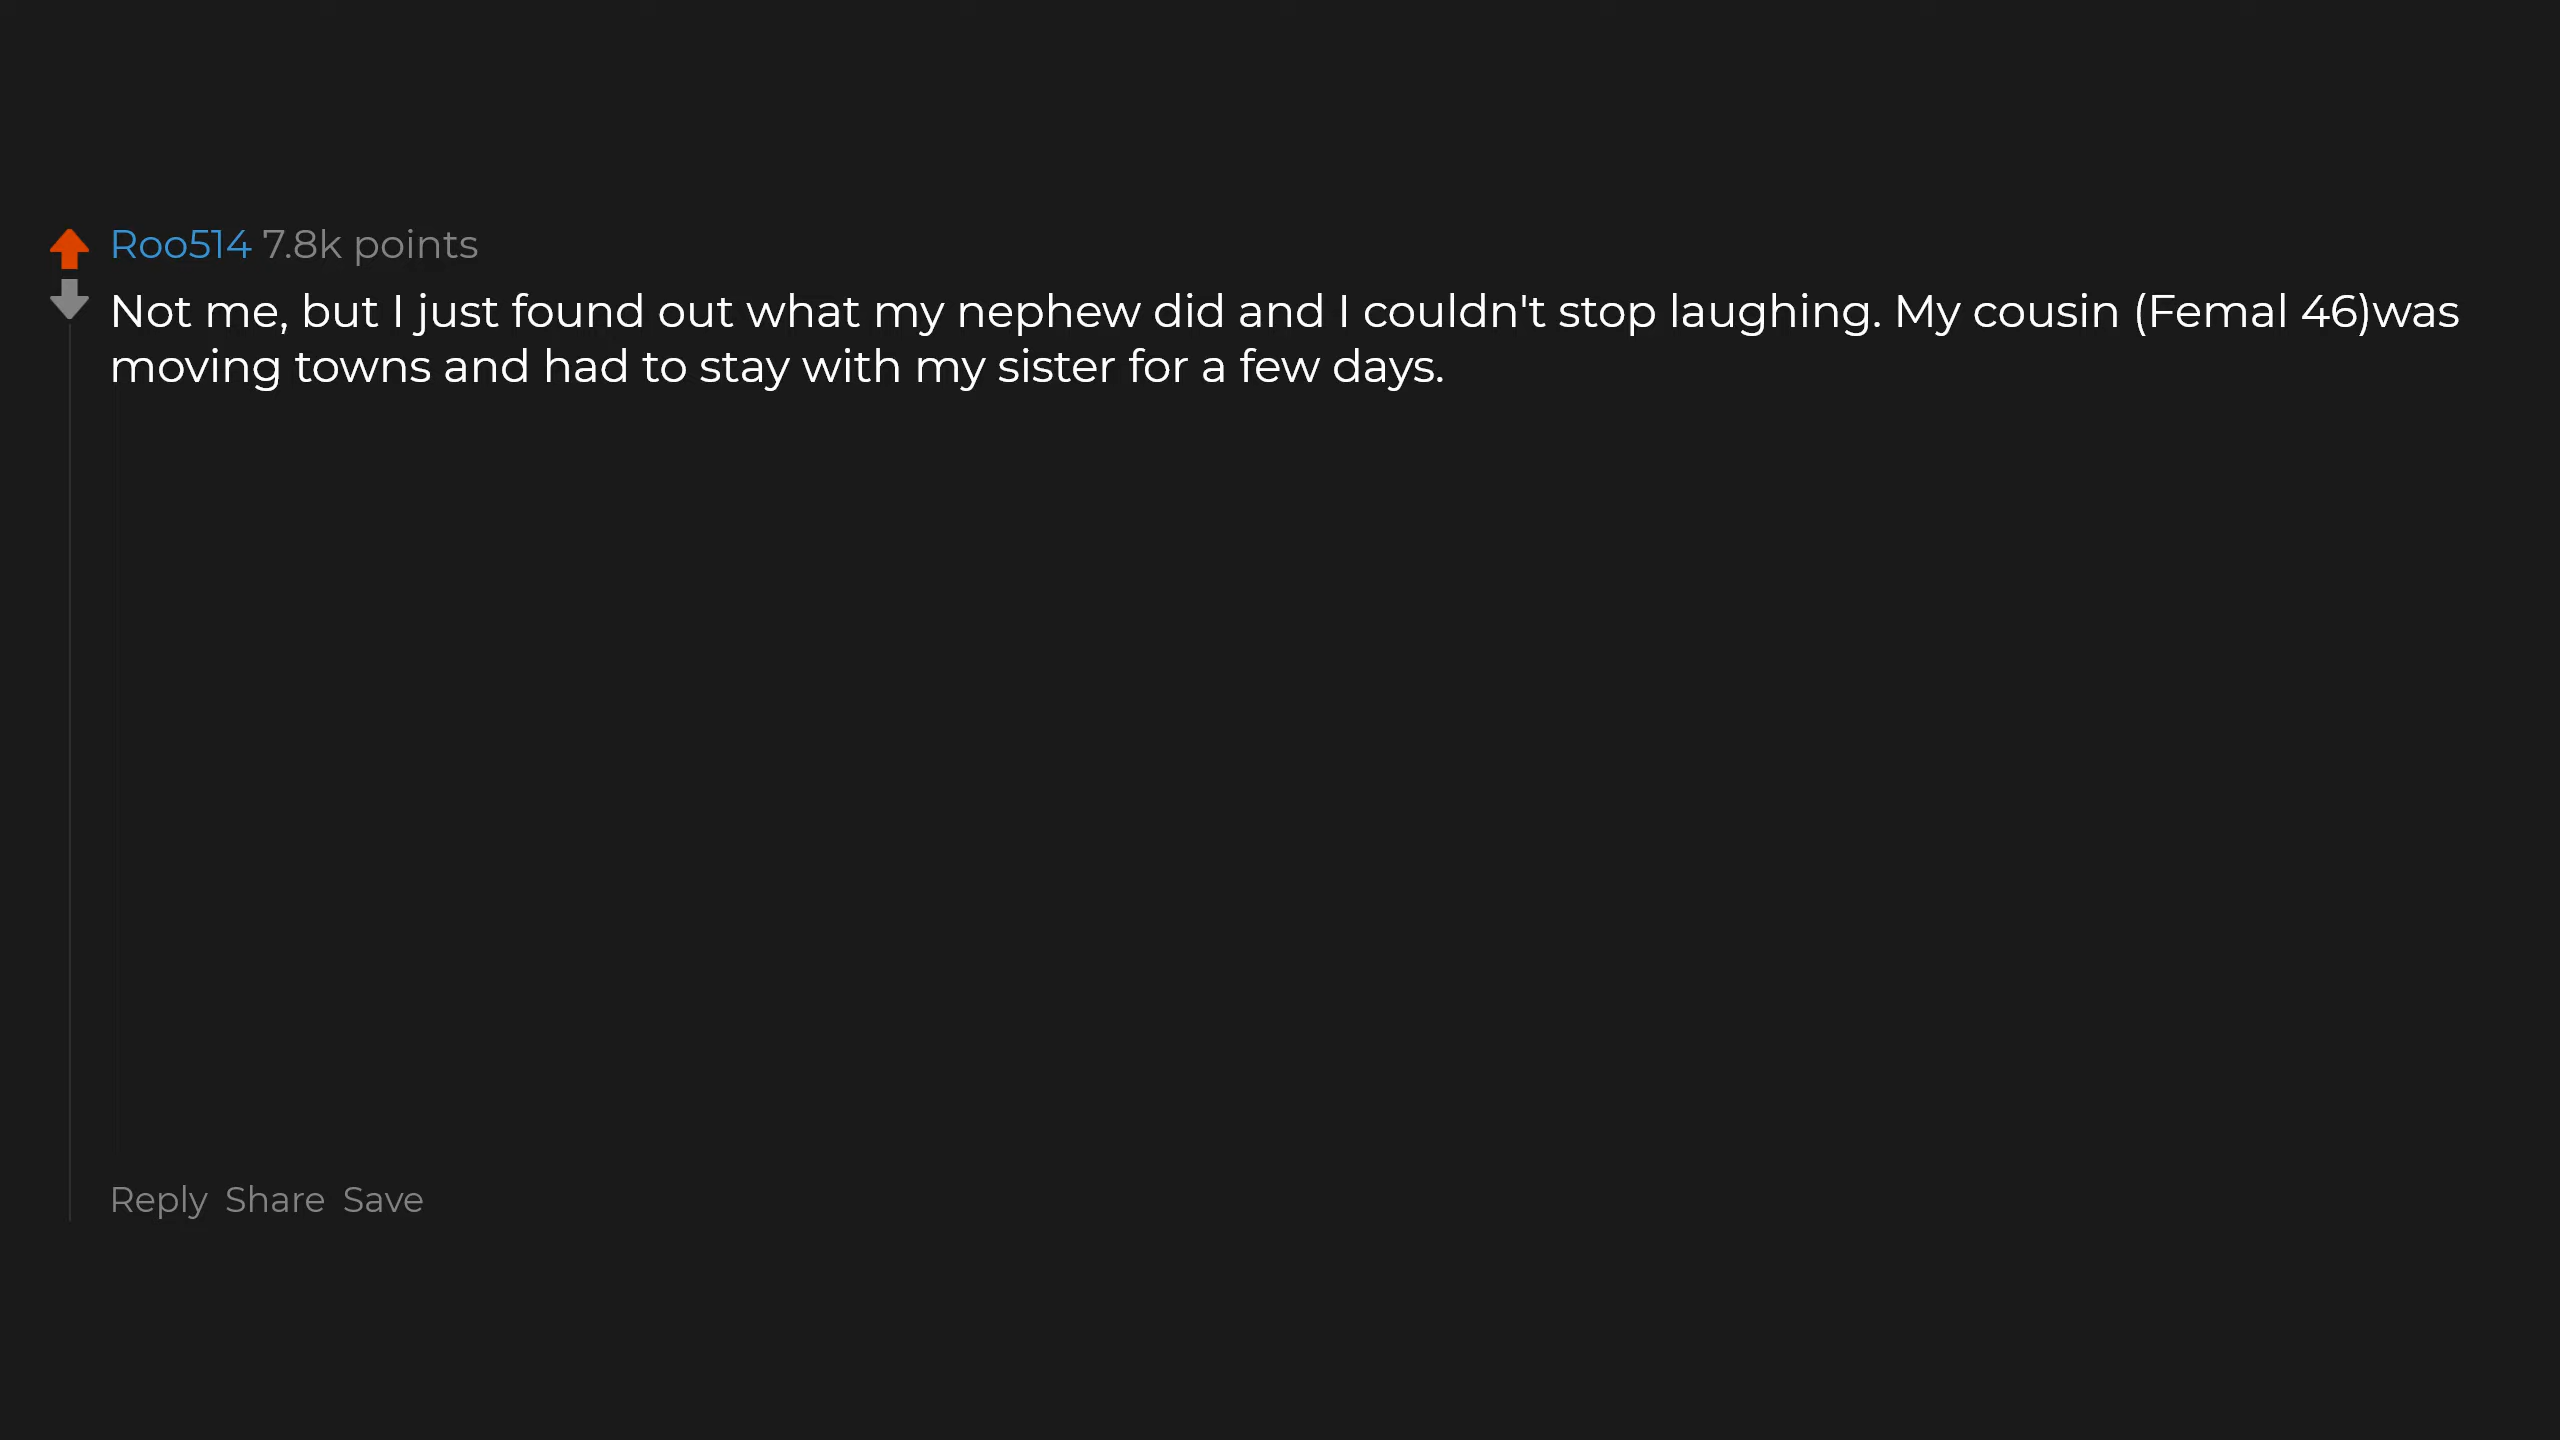 Roo514 7.8k points
Not me, but I just found out what my nephew did and I couldn't stop laughing. My cousin (Femal 46)was
moving towns and had to stay with my sister for a few days.
Reply Share Save